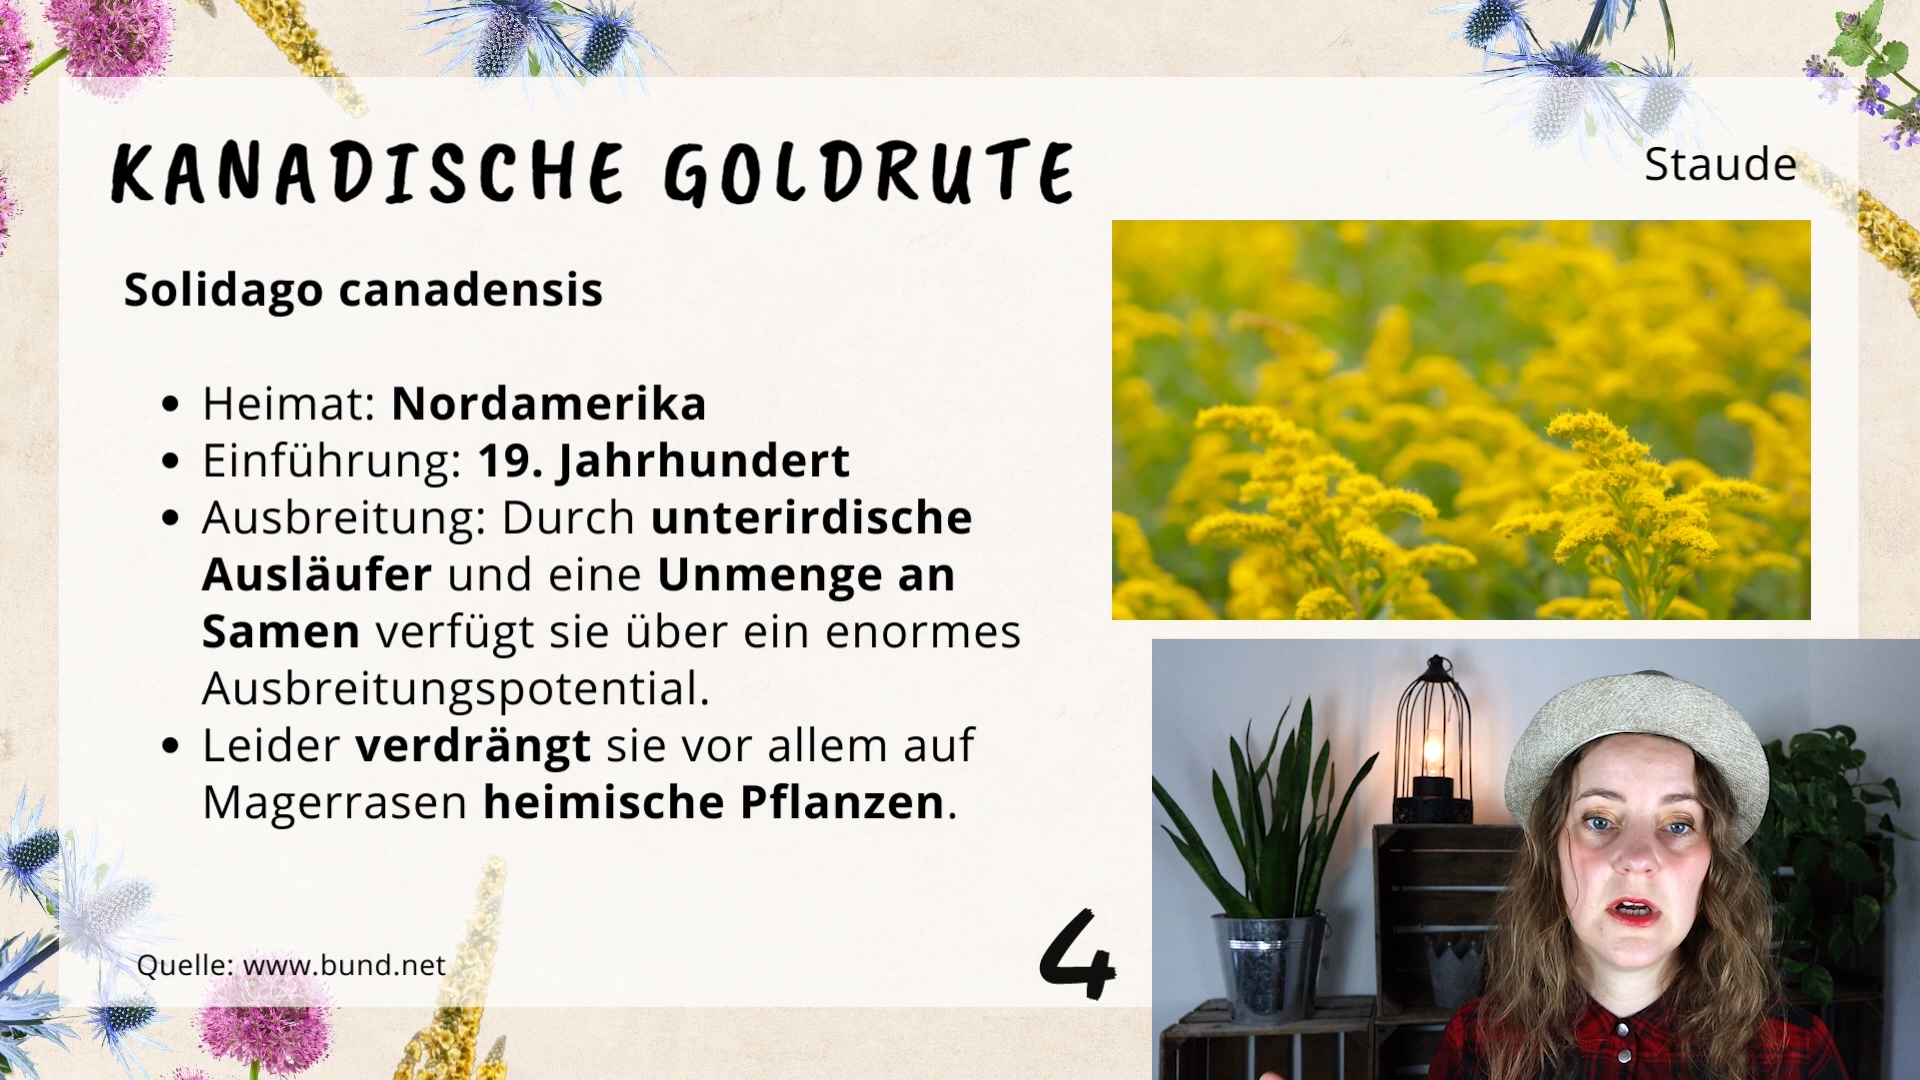 KANADISCHE GOLDRUTE
Staude
Solidago canadensis
• Heimat: Nordamerika
• Einführung: 19. Jahrhundert
• Ausbreitung: Durch unterirdische
Ausläufer und eine Unmenge an
Samen verfügt sie über ein enormes
Ausbreitungspotential.
• Leider verdrängt sie vor allem auf
Magerrasen heimische Pflanzen.
Quelle: www.bund.net
4